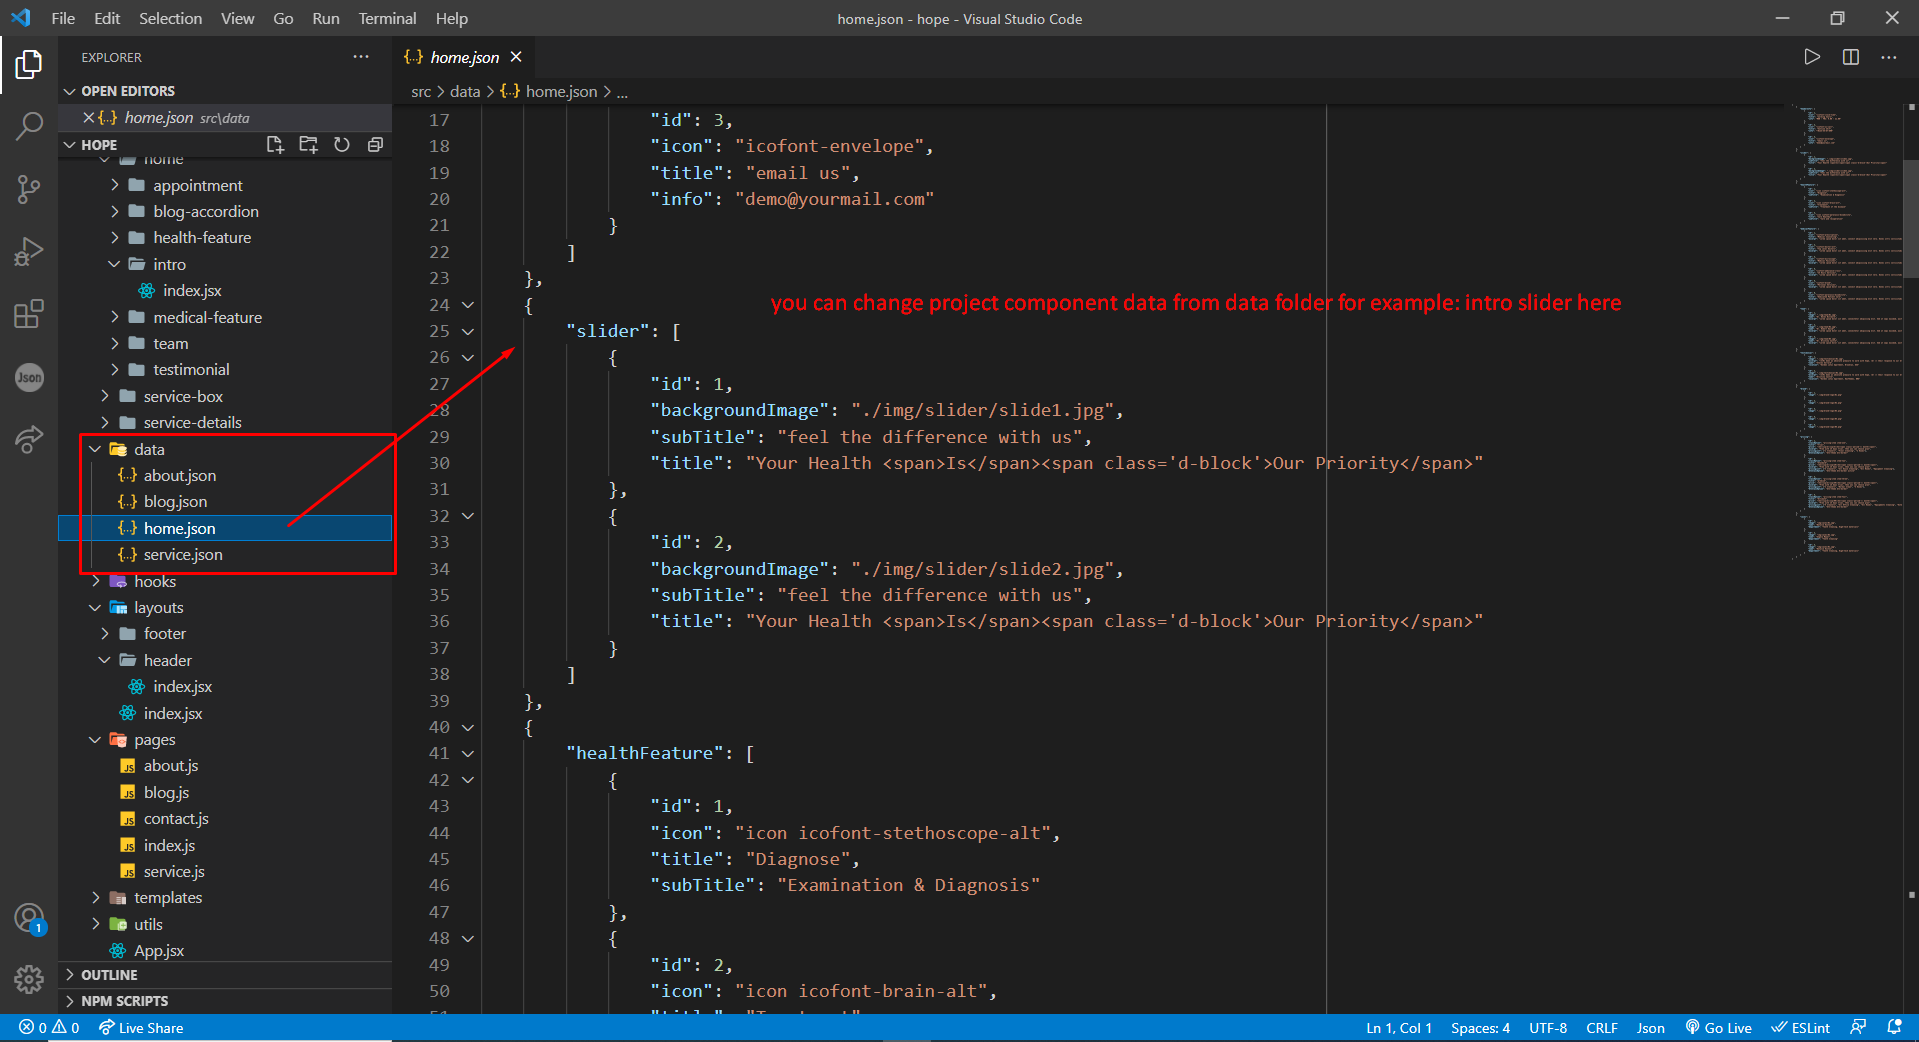 File Edit Selection View Go Run Terminal Help
home.json - hope - Visual Studio Code
EXPLORER
OPEN EDITORS
home.json src\data
HOPE
home
appointment
blog-accordion
health-feature
intro
index.jsx
medical-feature
team
testimonial
service-box
service-details
data
about.json
blog.json
home.json
service.json
hooks
layouts
footer
header
index.jsx
index.jsx
pages
JS about.js
JS blog.js
JS contact.js
JS index.js
JS service.js
templates
utils
App.jsx
OUTLINE
NPM SCRIPTS
Json
1
{..} home.json
src > data > {..} home.json > ...
17 "id": 3,
18 "icon": "icofont-envelope",
19 "title": "email us",
20 "info": "demo@yourmail.com"
21 }
22 ]
23 },
24 {
you can change project component data from data folder for example: intro slider here
25 "slider": [
26 {
27 "id": 1,
28 "backgroundImage": "./img/slider/slide1.jpg",
29 "subTitle": "feel the difference with us",
30 "title": "Your Health <span>Is</span><span class='d-block'>Our Priority</span>"
31 },
32 {
33 "id": 2,
34 "backgroundImage": "./img/slider/slide2.jpg",
35 "subTitle": "feel the difference with us",
36 "title": "Your Health <span>Is</span><span class='d-block'>Our Priority</span>"
37 }
38 ]
39 },
40 {
41 "healthFeature": [
42 {
43 "id": 1,
44 "icon": "icon icofont-stethoscope-alt",
45 "title": "Diagnose",
46 "subTitle": "Examination & Diagnosis"
47 },
48 {
49 "id": 2,
50 "icon": "icon icofont-brain-alt",
0 0 Live Share
Ln 1, Col 1 Spaces: 4 UTF-8 CRLF Json Go Live ESLint